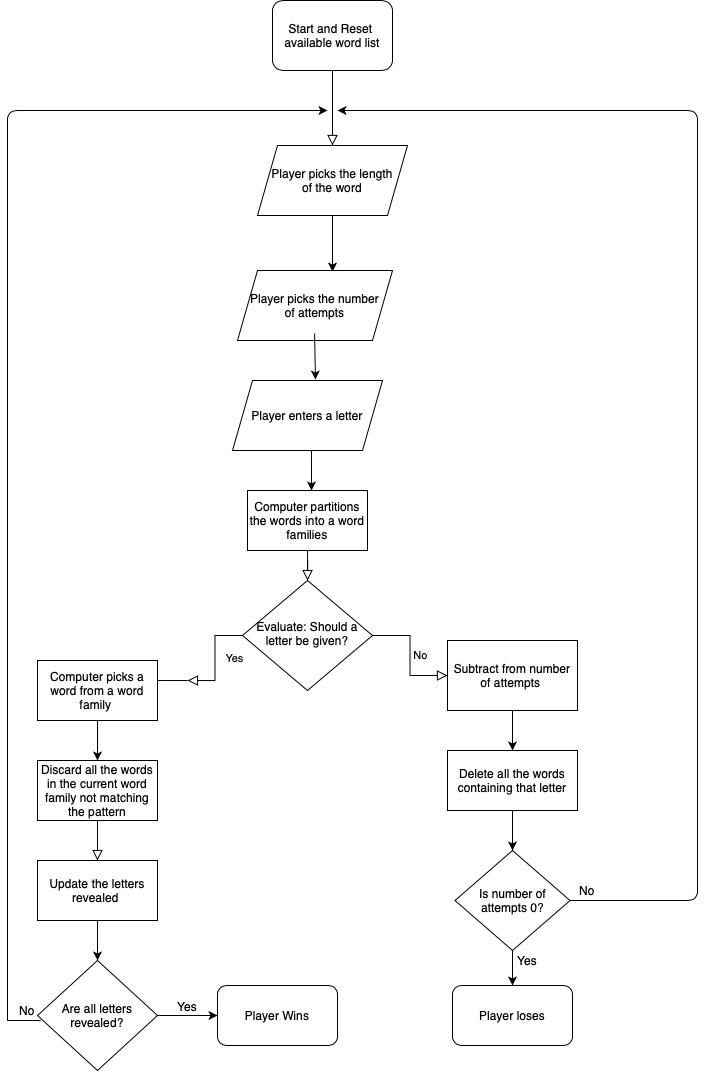 Start and Reset
available word list
Player picks the length
of the word
Player picks the number
of attempts
Player enters a letter
Computer partitions
the words into a word
families
Evaluate: Should a
letter be given?
Yes
No
Computer picks a
word from a word
family
Subtract from number
of attempts
Discard all the words
in the current word
family not matching
the pattern
Delete all the words
containing that letter
Update the letters
revealed
Is number of
attempts 0?
No
Yes
Are all letters
revealed?
No
Yes
Player Wins
Player loses